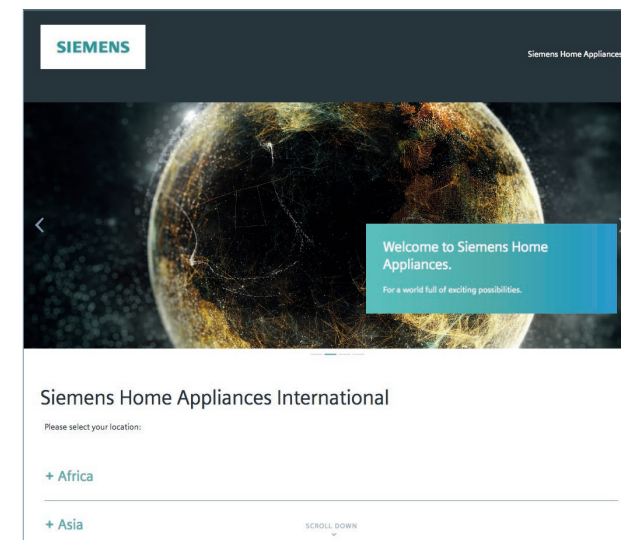 SIEMENS
Siemens Home Appliances
Welcome to Siemens Home
Appliances.
For a world full of exciting possibilities.
Siemens Home Appliances International
Please select your location:
+ Africa
+ Asia
SCROLL DOWN